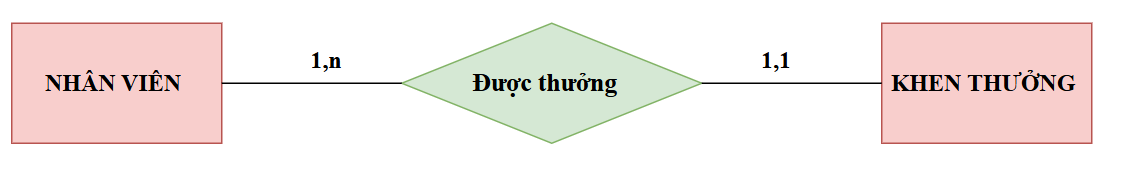 NHÂN VIÊN
1,n
Được thưởng
1,1
KHEN THƯỞNG